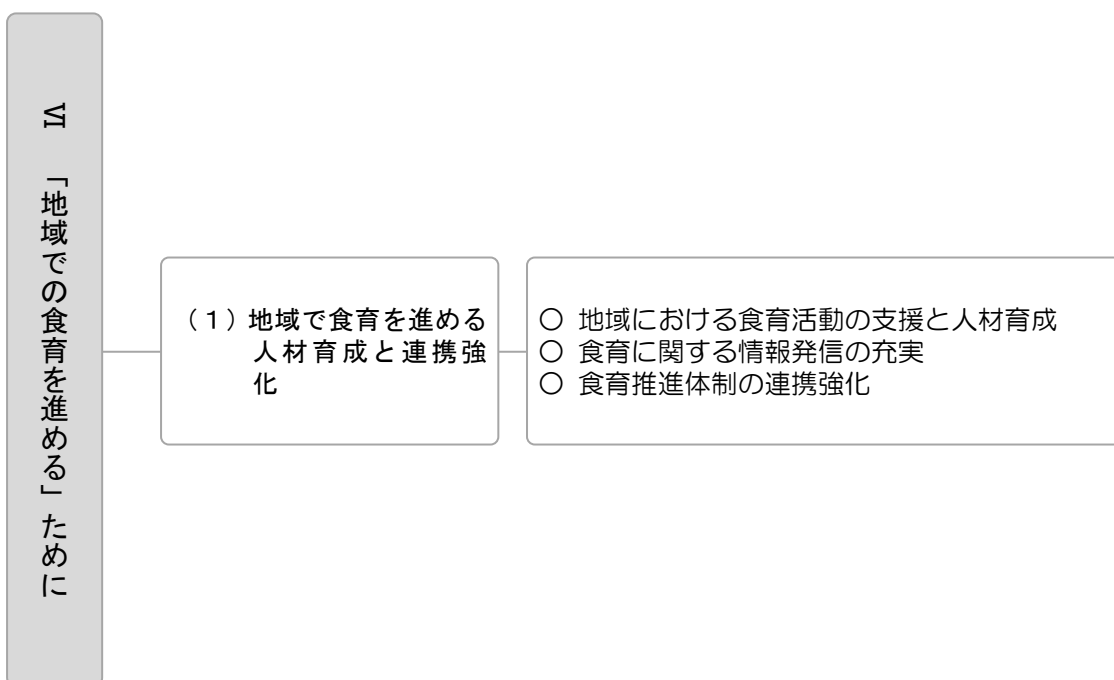 Ⅵ 「地域での食育を進める」ために
(1)地域で食育を進める
人材育成と連携強
化
○ 地域における食育活動の支援と人材育成
○ 食育に関する情報発信の充実
○ 食育推進体制の連携強化